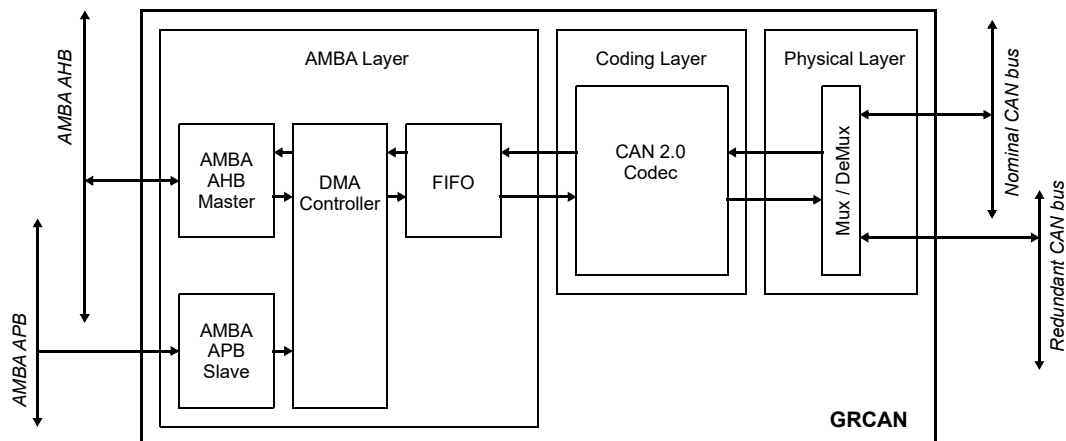 AMBA AHB
AMBA APB
AMBA Layer
AMBA
AHB
Master
DMA
Controller
FIFO
AMBA
APB
Slave
Coding Layer
CAN 2.0
Codec
Physical Layer
Mux / DeMux
Nominal CAN bus
Redundant CAN bus
GRCAN